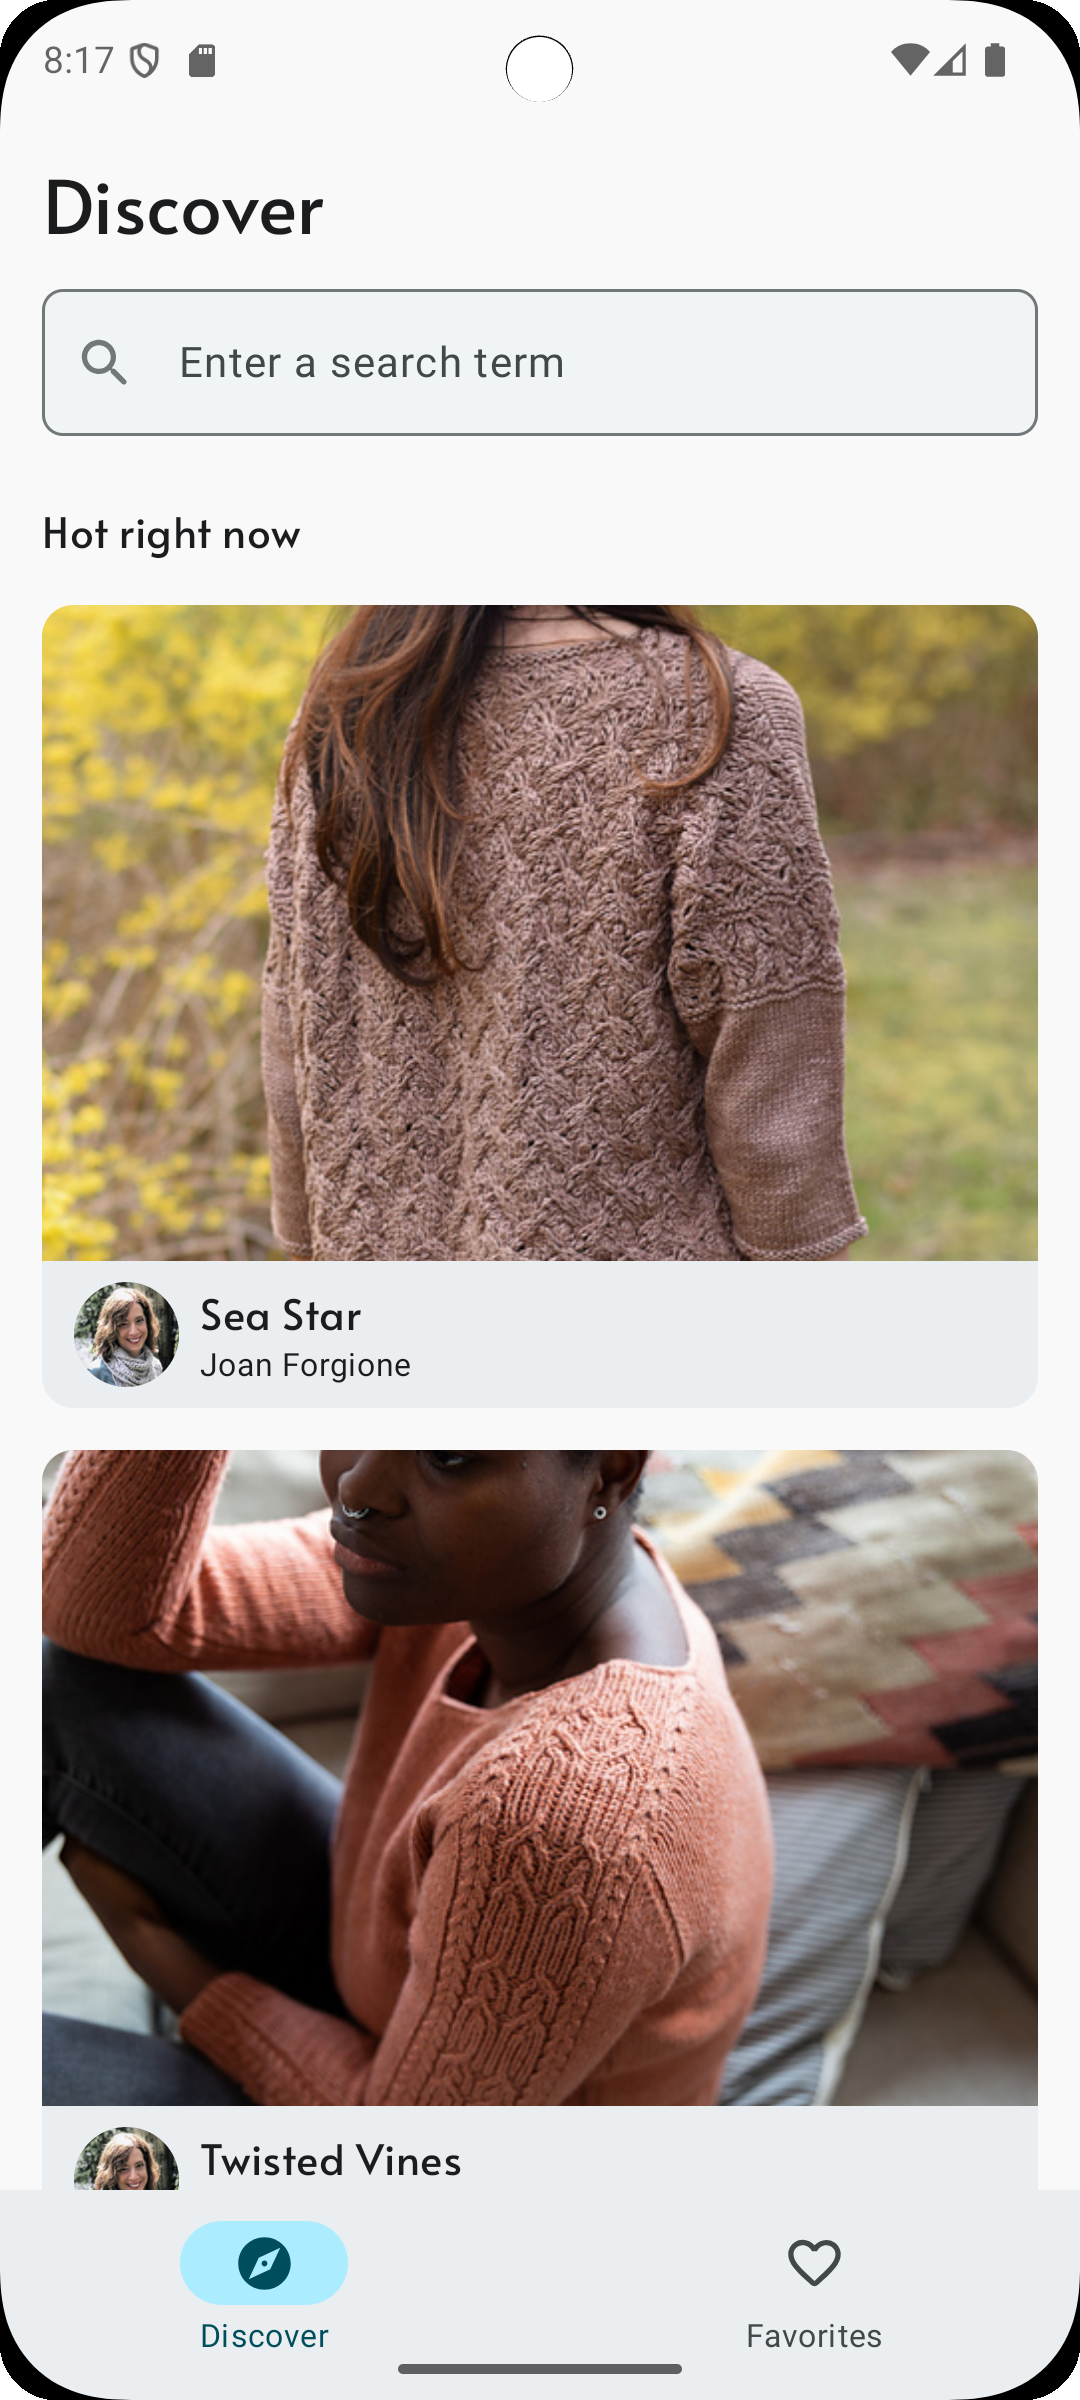 8:17
Discover
Enter a search term
Hot right now
Sea Star
Joan Forgione
Twisted Vines
Discover
Favorites